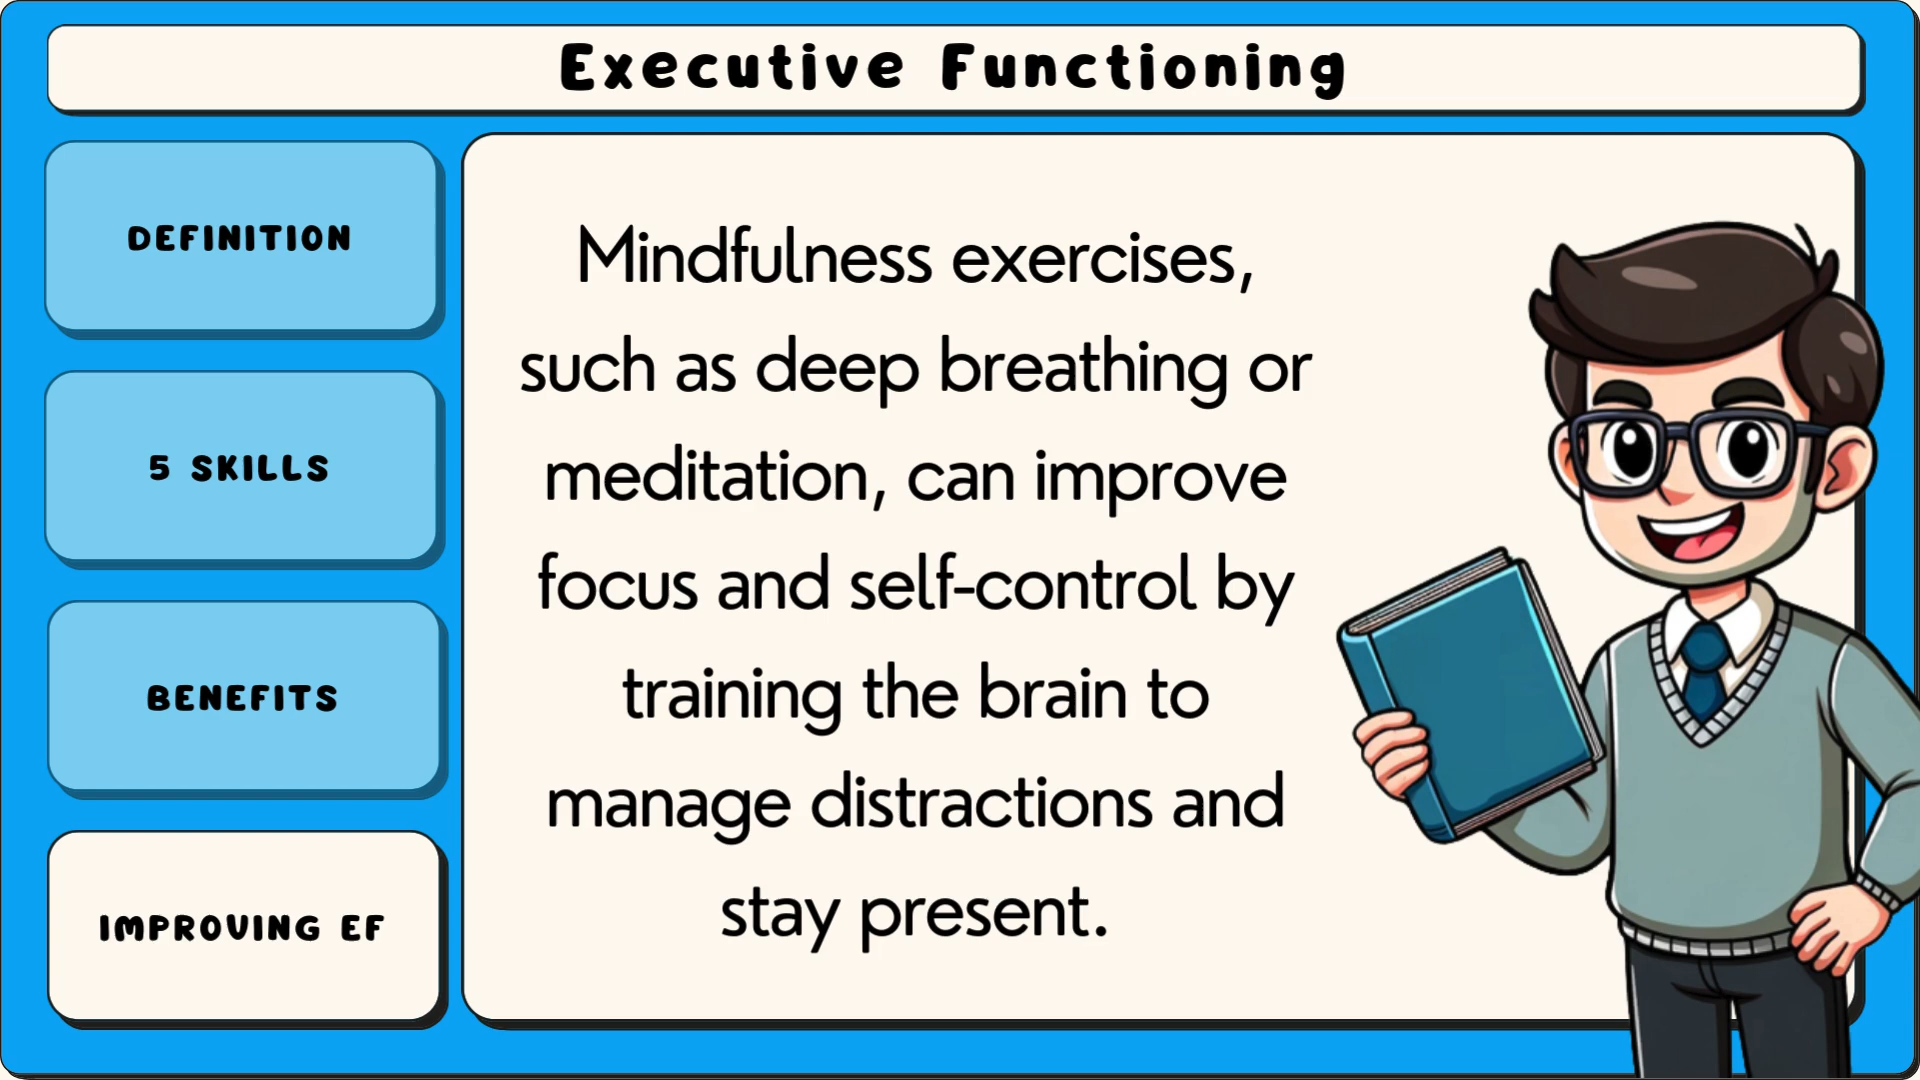 Executive Functioning
DEFINITION
5 SKILLS
BENEFITS
IMPROVING EF
Mindfulness exercises,
such as deep breathing or
meditation, can improve
focus and self-control by
training the brain to
manage distractions and
stay present.